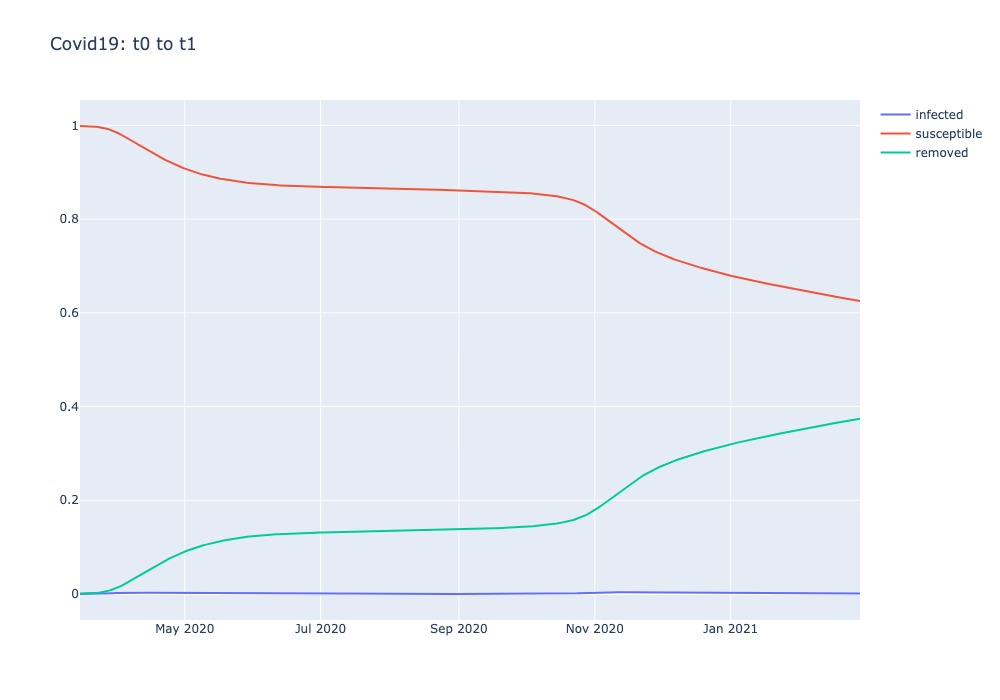 Covid19: t0 to t1
infected
susceptible
removed
1
0.8
0.6
0.4
0.2
0
May 2020
Jul 2020
Sep 2020
Nov 2020
Jan 2021